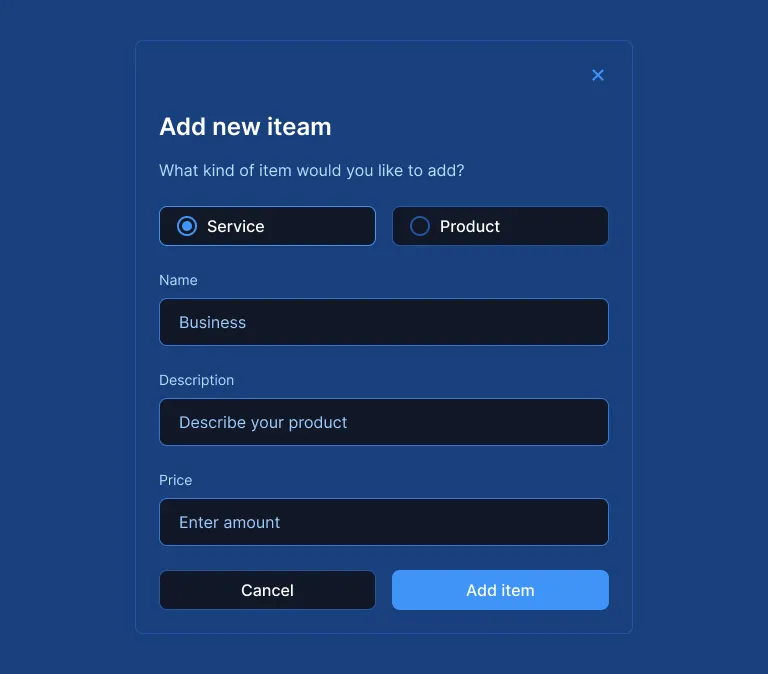 Add new iteam
What kind of item would you like to add?
Service
Product
Name
Business
Description
Describe your product
Price
Enter amount
Cancel
Add item